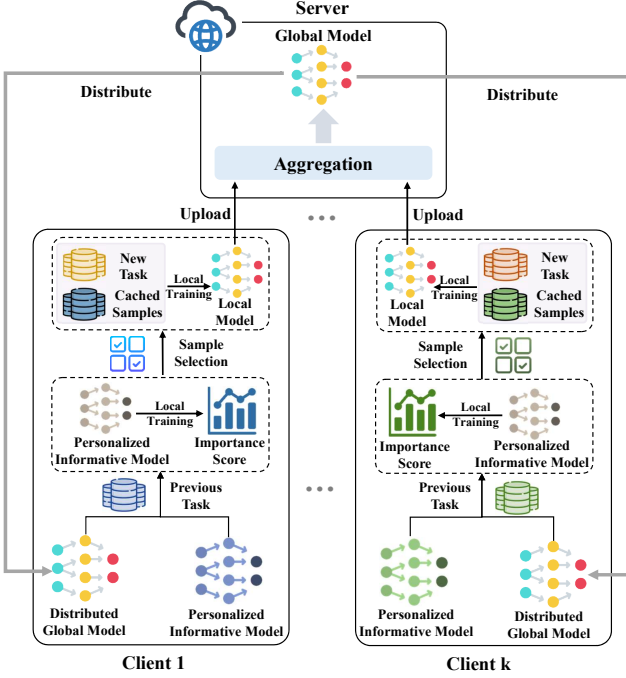 Server
Global Model
Distribute
Distribute
Aggregation
Upload
...
Upload
New
Task
Cached
Samples
Local
Training
Local
Model
New
Task
Cached
Samples
Local
Training
Local
Model
Sample
Selection
Sample
Selection
Personalized
Informative Model
Local
Training
Importance
Score
Importance
Score
Local
Training
Personalized
Informative Model
Previous
Task
...
Previous
Task
Distributed
Global Model
Personalized
Informative Model
Personalized
Informative Model
Distributed
Global Model
Client 1
Client k